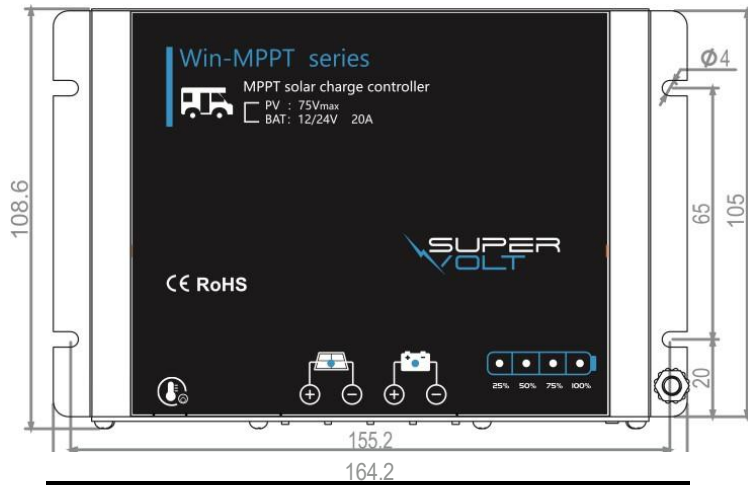 Win-MPPT series
MPPT solar charge controller
PV : 75Vmax
BAT: 12/24V 20A
SUPER
VOLT
CE RoHS
25% 50% 75% 100%
+ − + −
108.6
Ø4
65
105
20
155.2
164.2